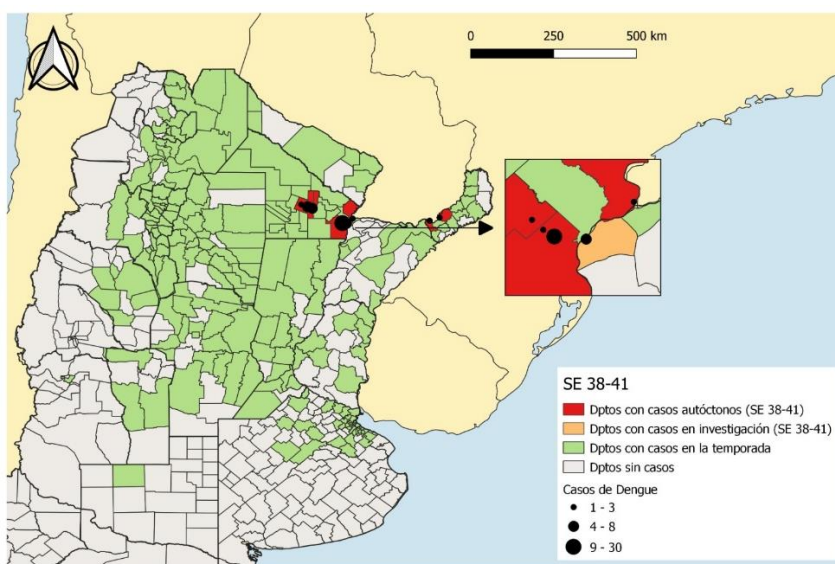 0 250 500 km
SE 38-41
Dptos con casos autóctonos (SE 38-41)
Dptos con casos en investigación (SE 38-41)
Dptos con casos en la temporada
Dptos sin casos
Casos de Dengue
1 - 3
4 - 8
9 - 30